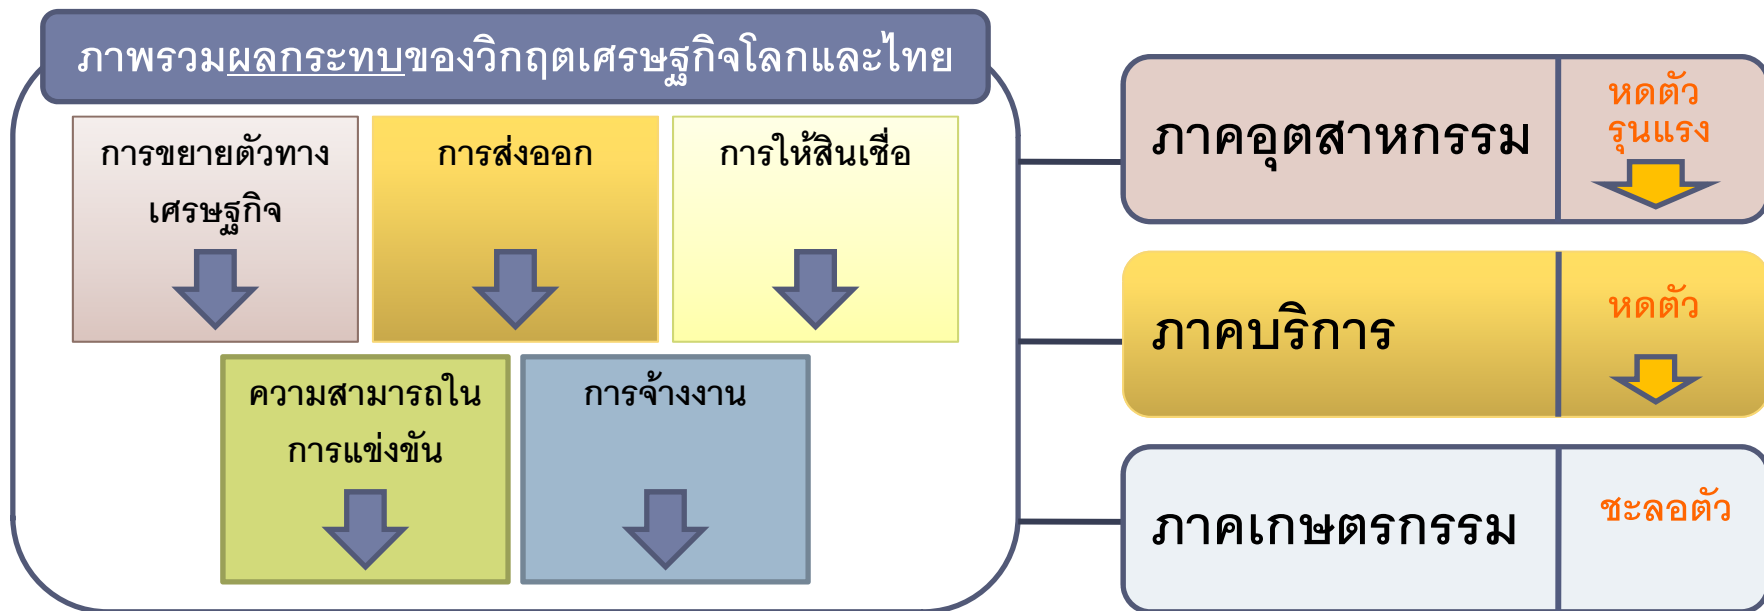 ภาพรวมผลกระทบของวิกฤตเศรษฐกิจโลกและไทย
การขยายตัวทาง
เศรษฐกิจ
การส่งออก
การให้สินเชื่อ
ความสามารถใน
การแข่งขัน
การจ้างงาน
ภาคอุตสาหกรรม
หดตัว
รุนแรง
ภาคบริการ
หดตัว
ภาคเกษตรกรรม
ชะลอตัว